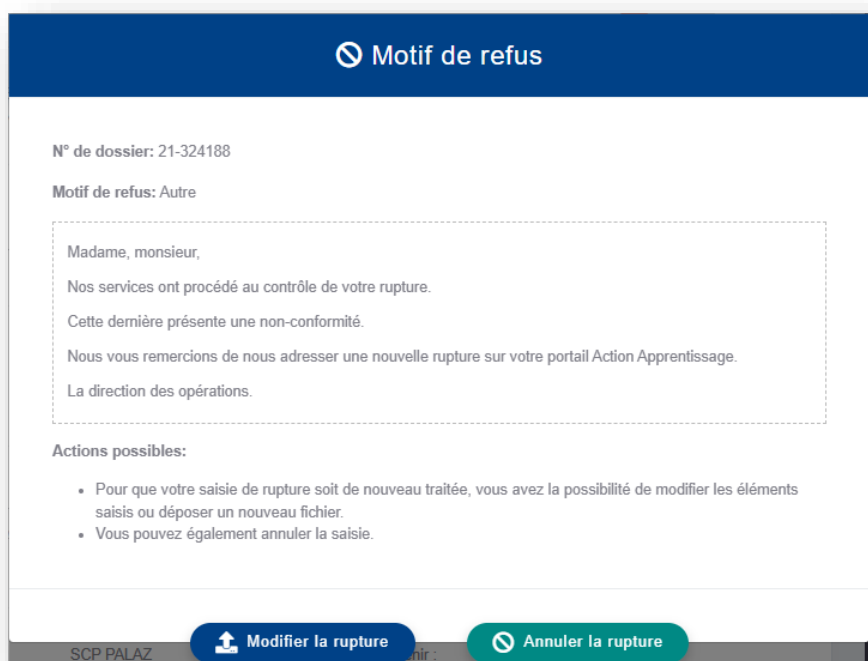 Motif de refus
N° de dossier: 21-324188
Motif de refus: Autre
Madame, monsieur,
Nos services ont procédé au contrôle de votre rupture.
Cette dernière présente une non-conformité.
Nous vous remercions de nous adresser une nouvelle rupture sur votre portail Action Apprentissage.
La direction des opérations.
Actions possibles:
• Pour que votre saisie de rupture soit de nouveau traitée, vous avez la possibilité de modifier les éléments
saisis ou déposer un nouveau fichier.
• Vous pouvez également annuler la saisie.
Modifier la rupture
Annuler la rupture
SCP PALAZ